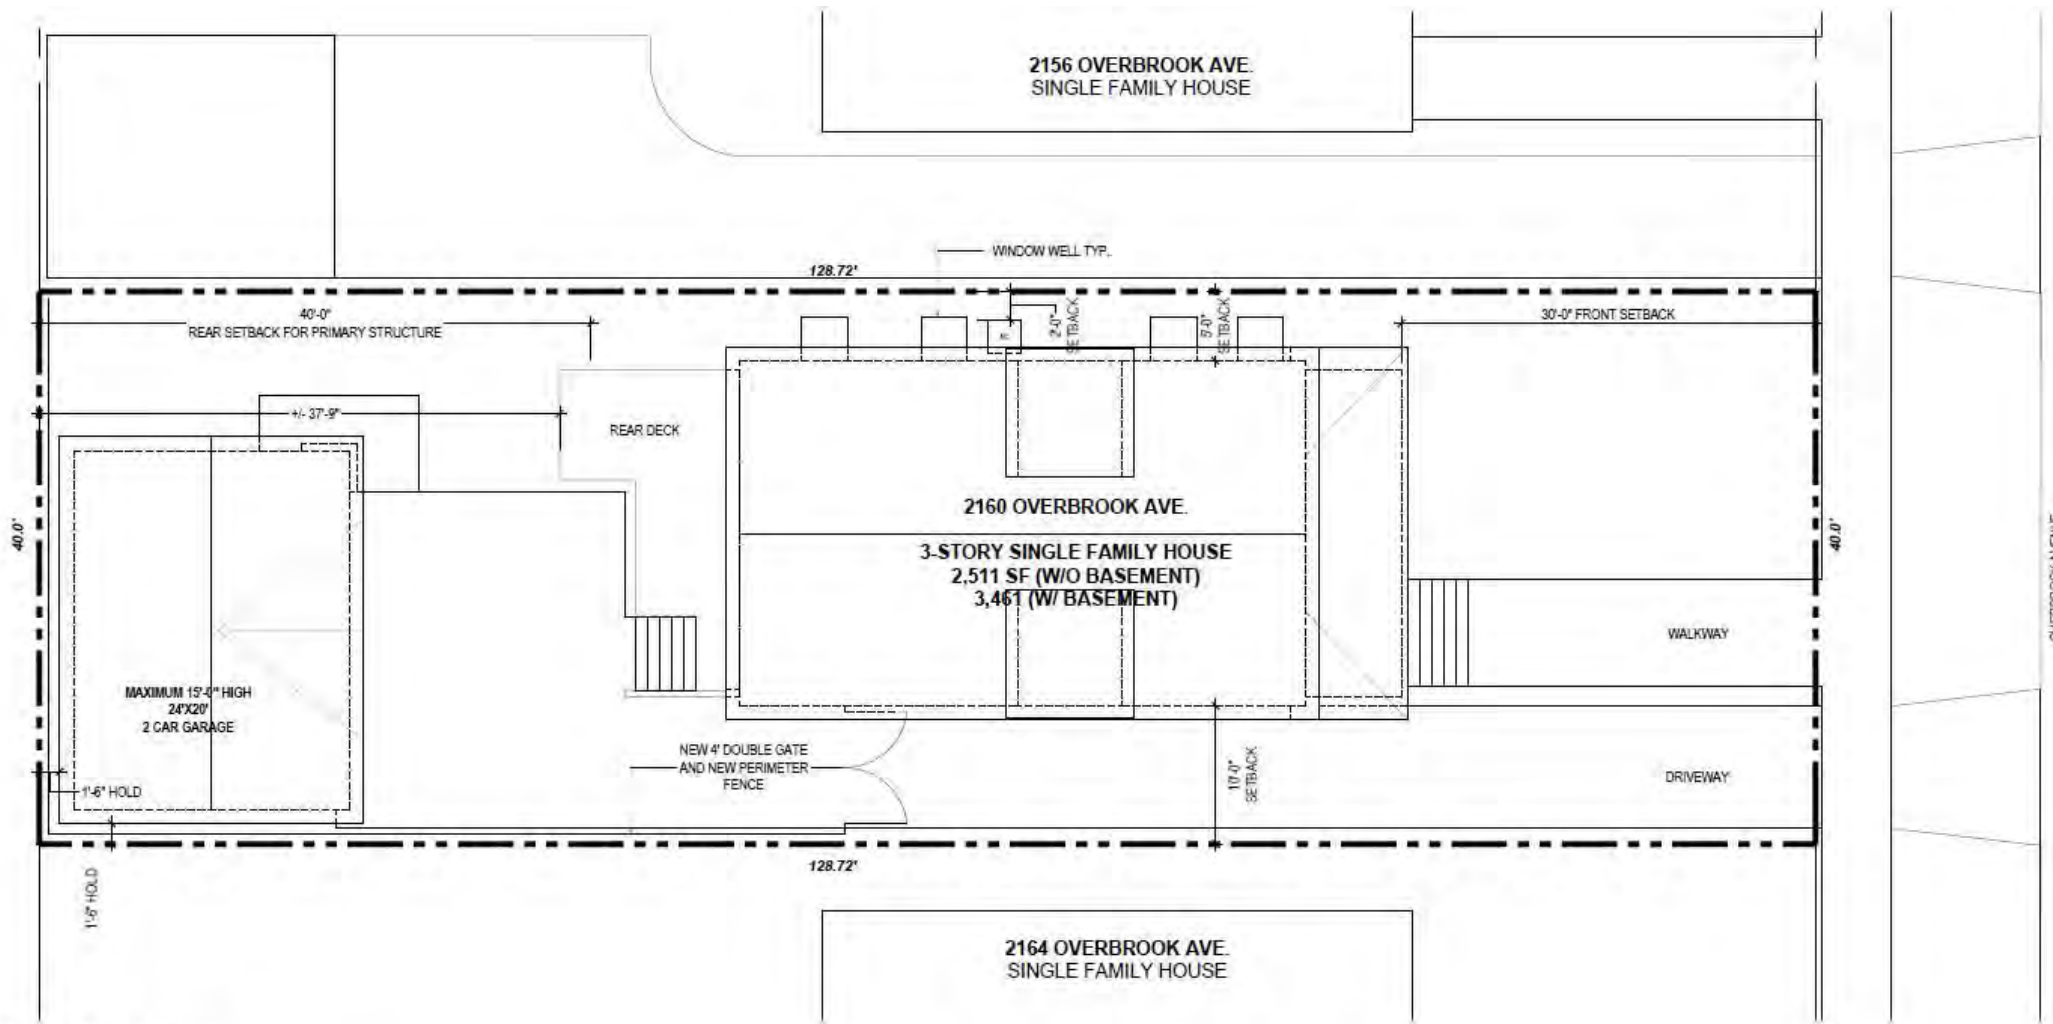 2156 OVERBROOK AVE.
SINGLE FAMILY HOUSE
WINDOW WELL TYP.
128.72'
40'-0"
REAR SETBACK FOR PRIMARY STRUCTURE
2'-0"
SETBACK
5'-0"
SETBACK
30'-0" FRONT SETBACK
+/- 37'-9"
REAR DECK
40.0'
2160 OVERBROOK AVE.
3-STORY SINGLE FAMILY HOUSE
2,511 SF (W/O BASEMENT)
3,461 (W/ BASEMENT)
40.0'
WALKWAY
MAXIMUM 15'-0" HIGH
24'X20'
2 CAR GARAGE
NEW 4' DOUBLE GATE
AND NEW PERIMETER
FENCE
10'-0"
SETBACK
DRIVEWAY
1'-6" HOLD
128.72'
1'-6" HOLD
2164 OVERBROOK AVE.
SINGLE FAMILY HOUSE